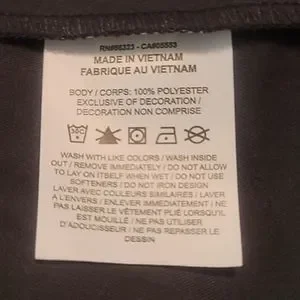 RN#56323 - CA#05553
MADE IN VIETNAM
FABRIQUE AU VIETNAM
BODY / CORPS: 100% POLYESTER
EXCLUSIVE OF DECORATION /
DECORATION NON COMPRISE
WASH WITH LIKE COLORS / WASH INSIDE
OUT / REMOVE IMMEDIATELY / DO NOT ALLOW
TO LAY ON ITSELF WHEN WET / DO NOT USE
SOFTENERS / DO NOT IRON DESIGN
LAVER AVEC COULEURS SIMILAIRES / LAVER
A L'ENVERS / ENLEVER IMMEDIATEMENT / NE
PAS LAISSER LE VÊTEMENT PLIÉ LORSQU'IL
EST MOUILLÉ / NE PAS UTILISER
D'ADOUCISSEUR / NE PAS REPASSER LE
DESSIN